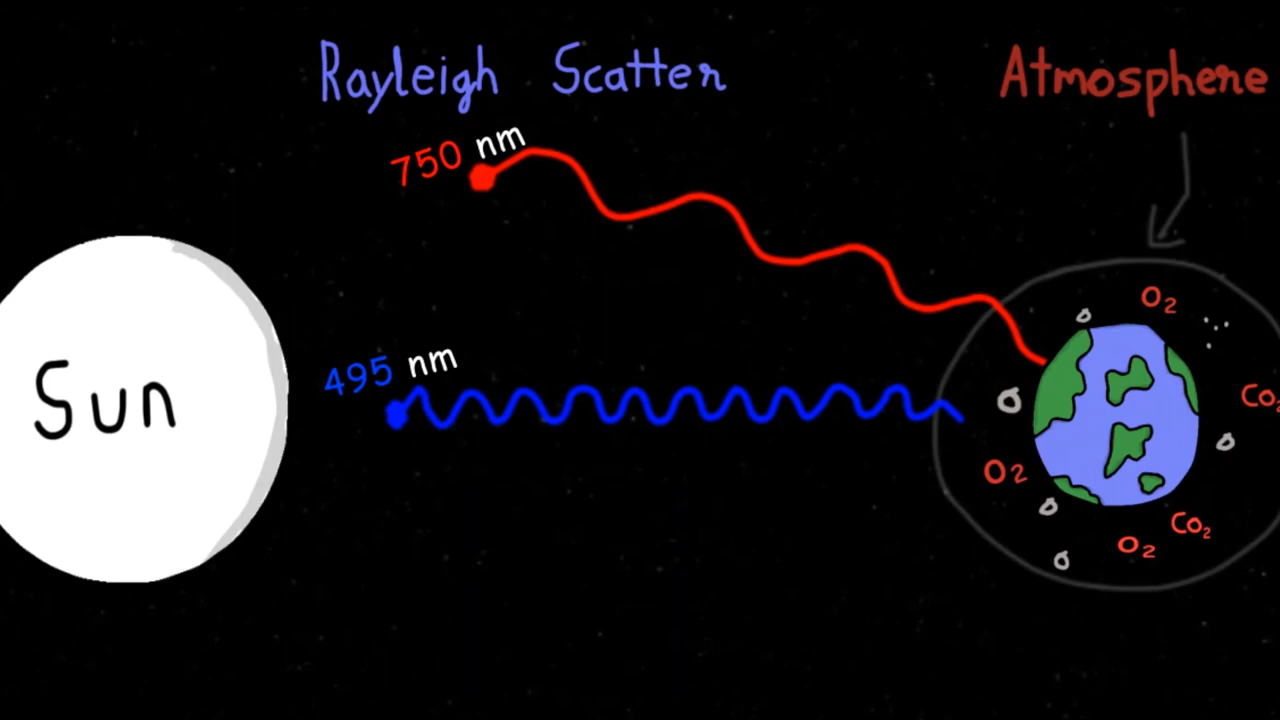 Rayleigh Scatter
Atmosphere
750 nm
495 nm
Sun
O2
Co2
O2
Co2
O2